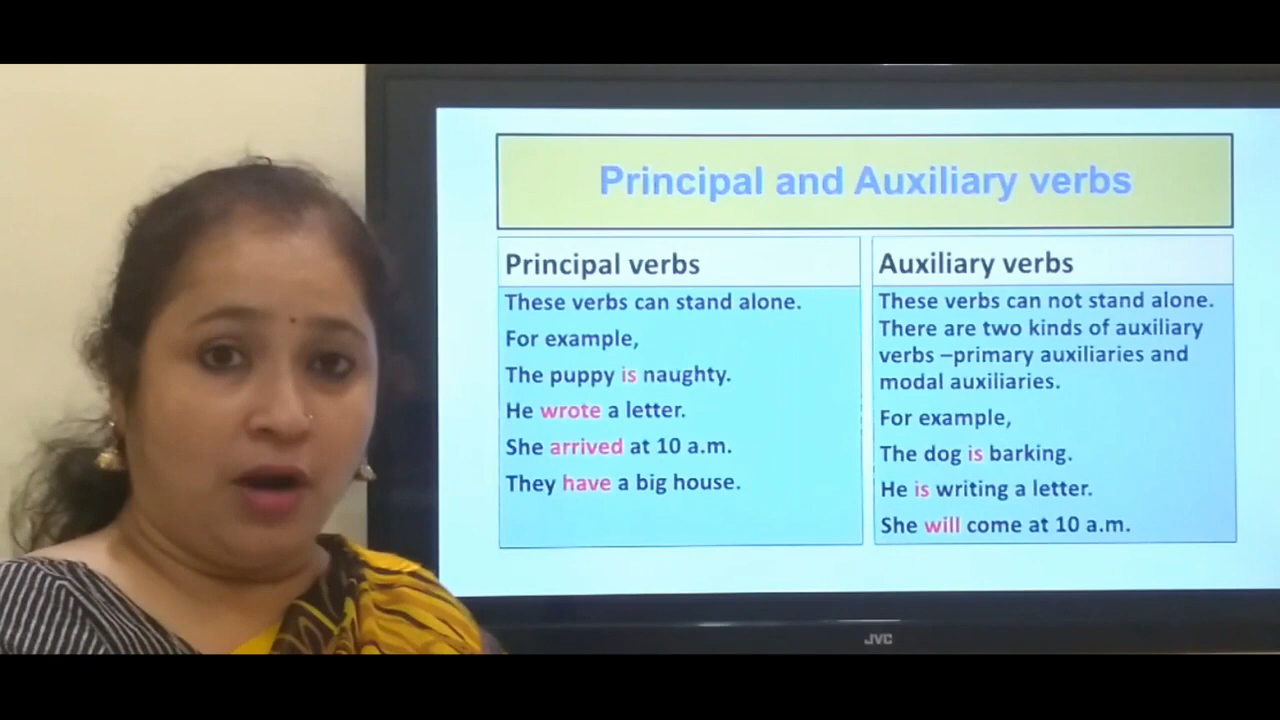 Principal and Auxiliary verbs
Principal verbs
These verbs can stand alone.
For example,
The puppy is naughty.
He wrote a letter.
She arrived at 10 a.m.
They have a big house.
Auxiliary verbs
These verbs can not stand alone.
There are two kinds of auxiliary
verbs –primary auxiliaries and
modal auxiliaries.
For example,
The dog is barking.
He is writing a letter.
She will come at 10 a.m.
JVC